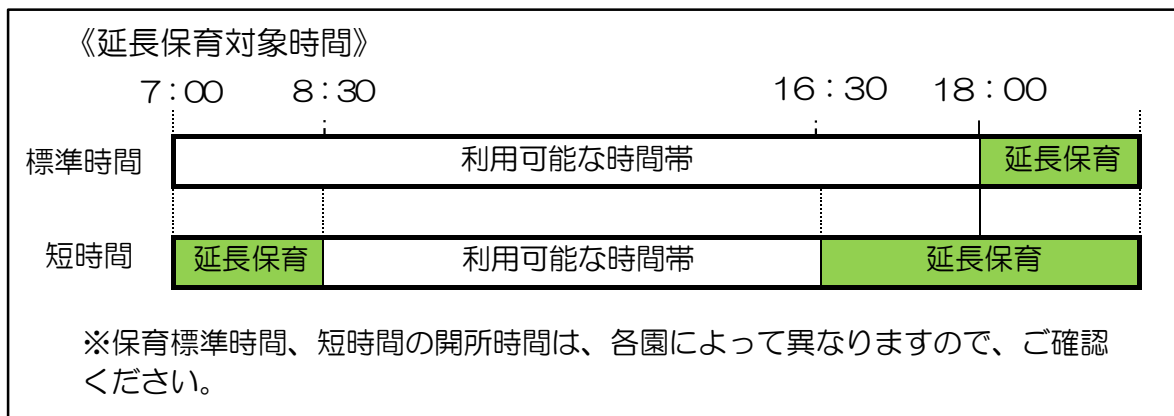 《延長保育対象時間》
7：00 8：30 16：30 18：00
標準時間 利用可能な時間帯 延長保育
短時間 延長保育 利用可能な時間帯 延長保育
※保育標準時間、短時間の開所時間は、各園によって異なりますので、ご確認
ください。